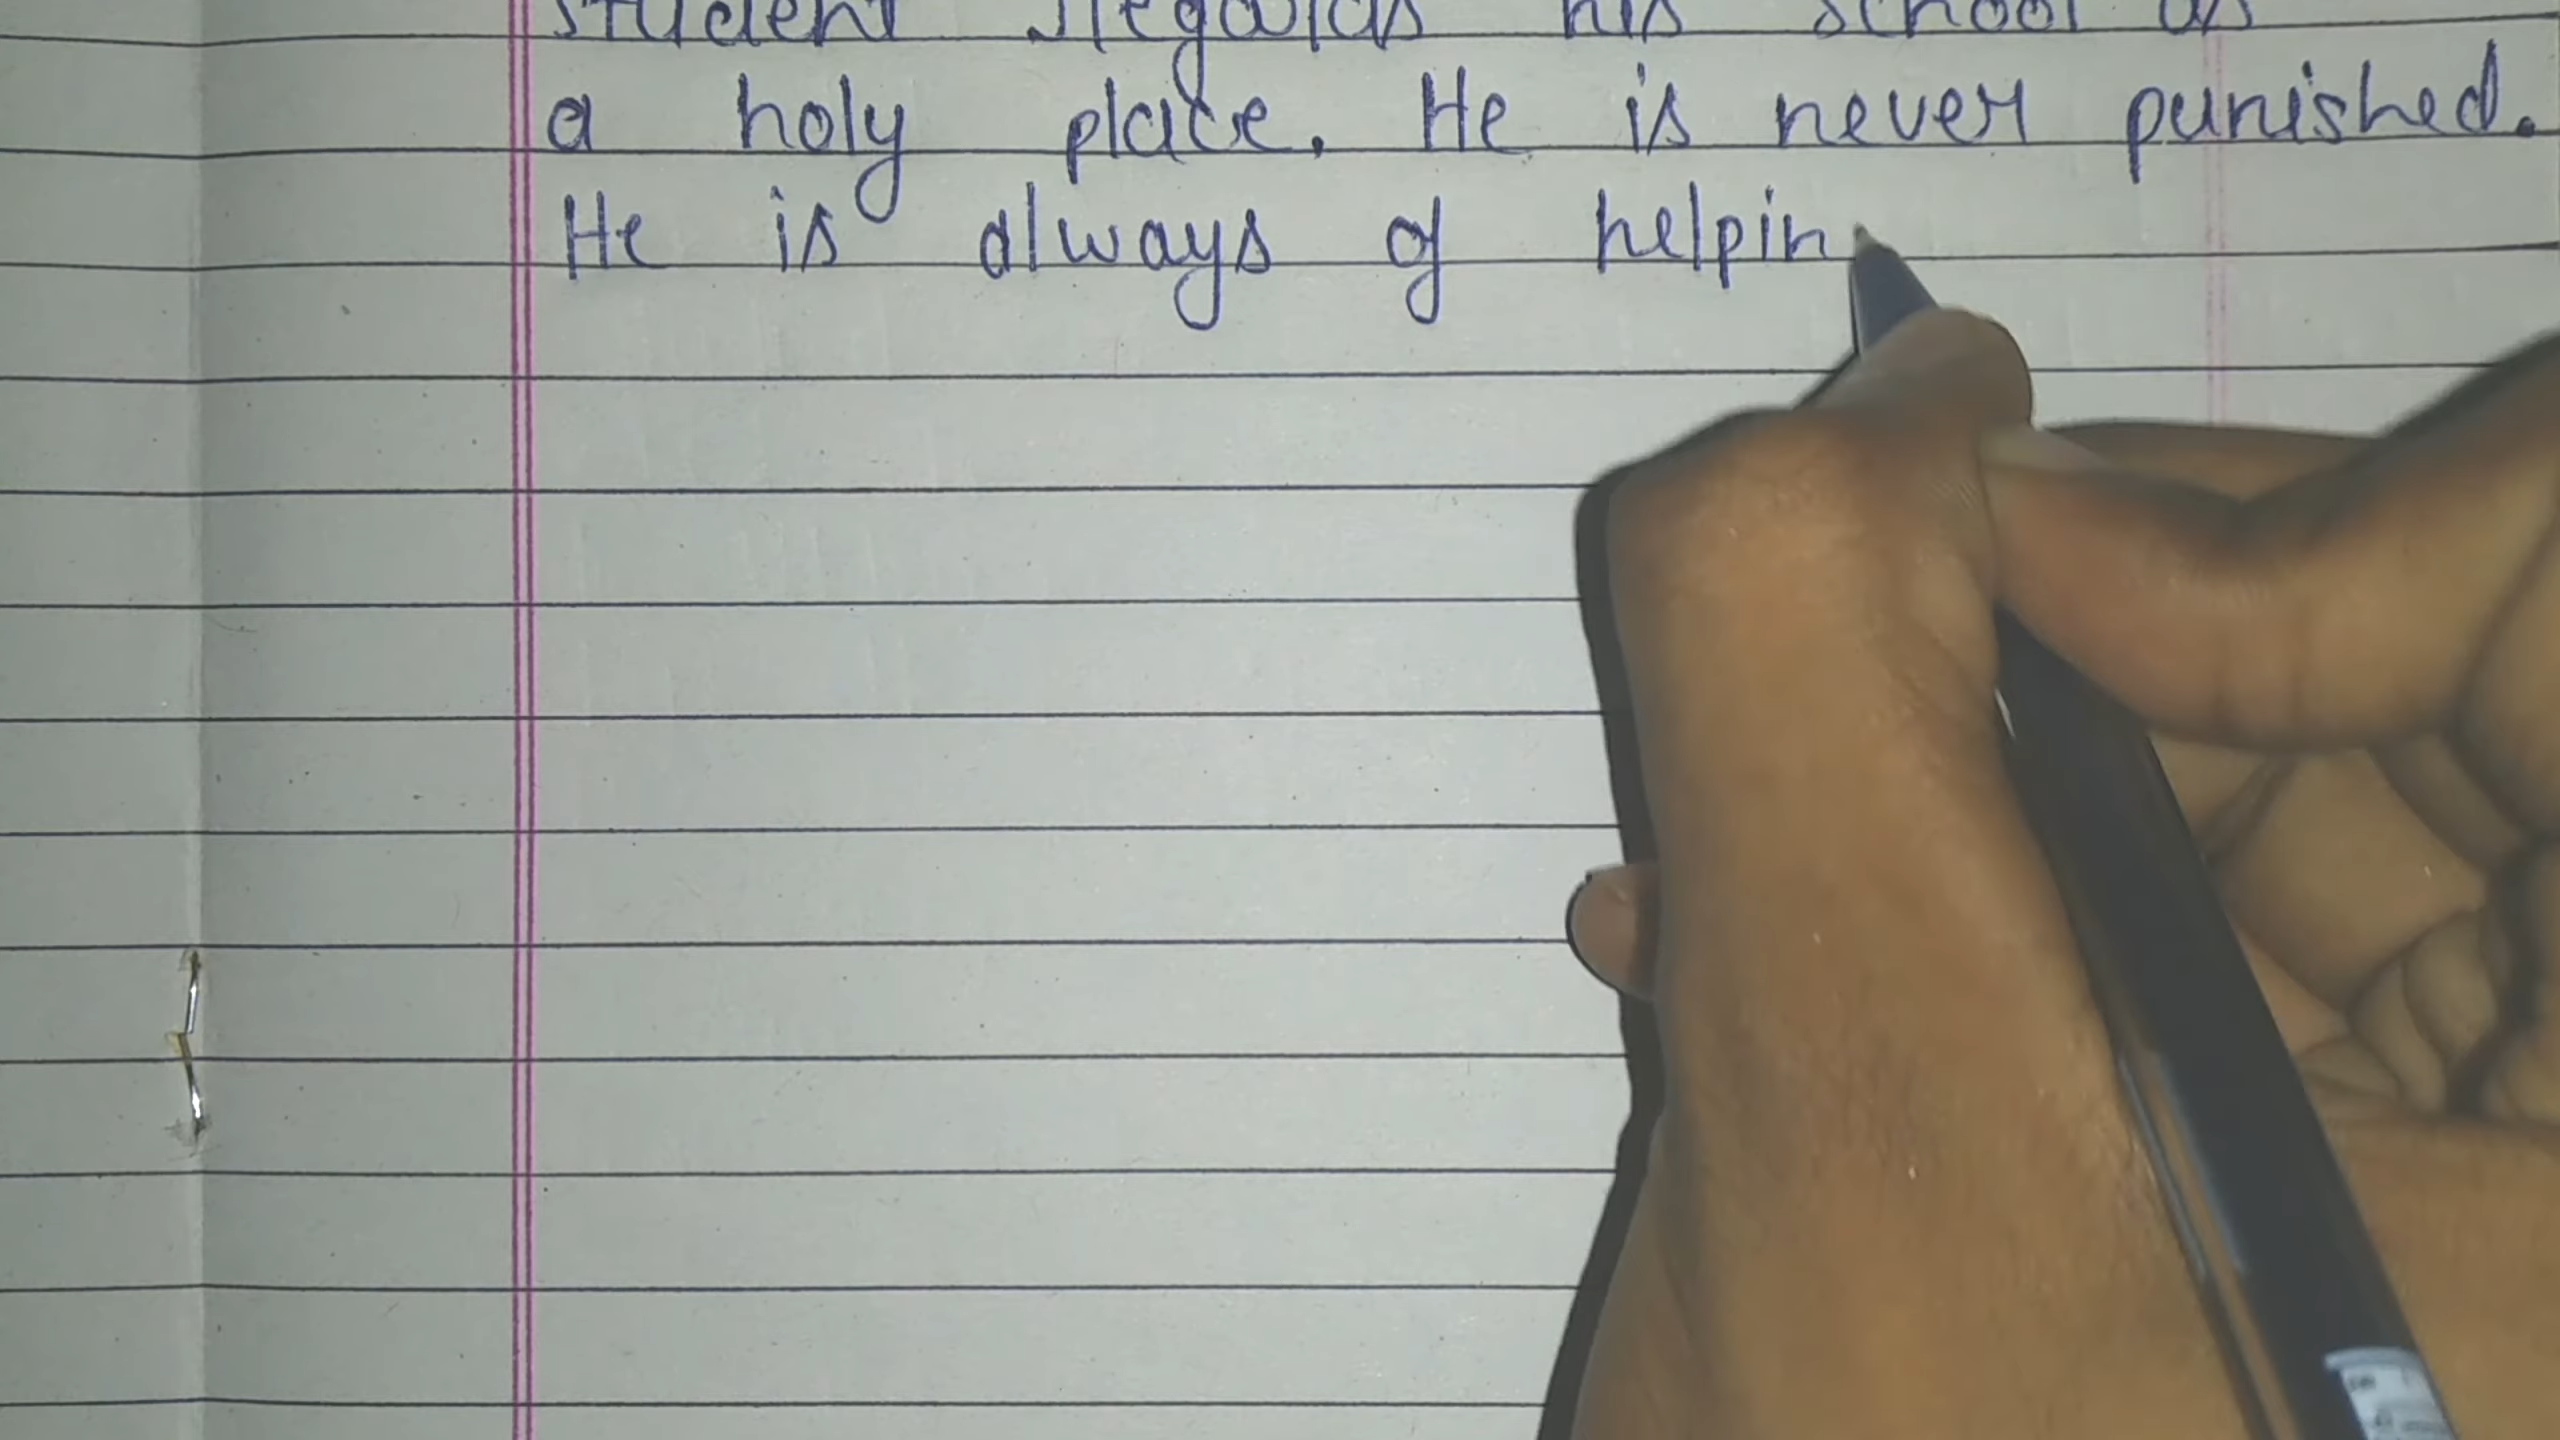 student regards his school as
a holy place. He is never punished.
He is always of helpin